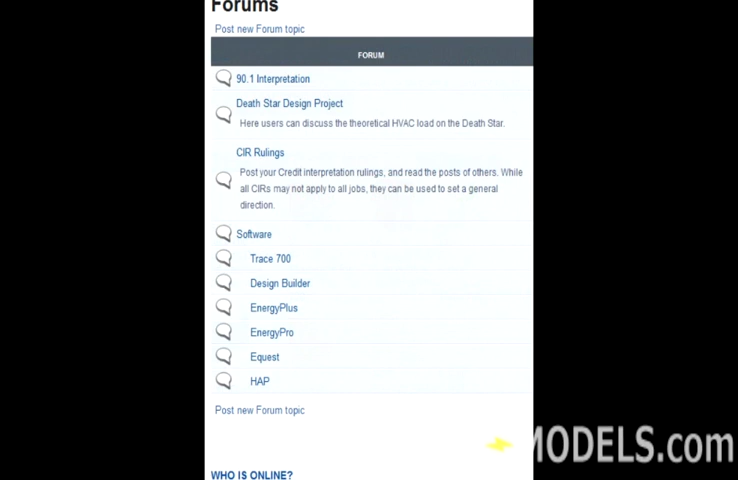 Forums
Post new Forum topic
FORUM
90.1 Interpretation
Death Star Design Project
Here users can discuss the theoretical HVAC load on the Death Star.
CIR Rulings
Post your Credit interpretation rulings, and read the posts of others. While
all CIRs may not apply to all jobs, they can be used to set a general
direction.
Software
Trace 700
Design Builder
EnergyPlus
EnergyPro
Equest
HAP
Post new Forum topic
MODELS.com
WHO IS ONLINE?